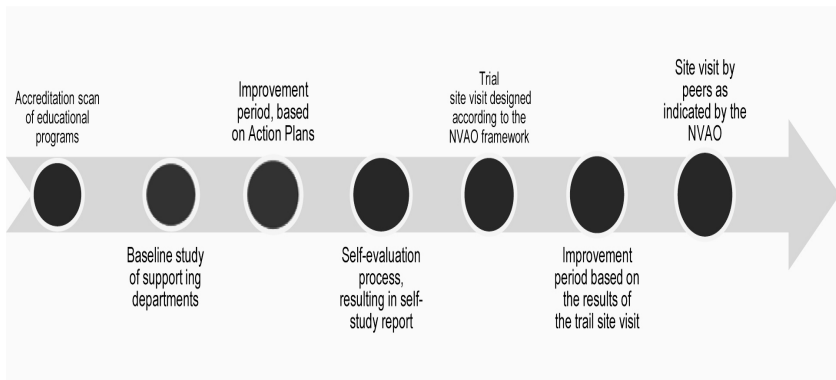 Accreditation scan
of educational
programs
Baseline study
of support ing
departments
Improvement
period, based
on Action Plans
Self-evaluation
process,
resulting in self-
study report
Trial
site visit designed
according to the
NVAO framework
Improvement
period based on
the results of
the trail site visit
Site visit by
peers as
indicated by the
NVAO